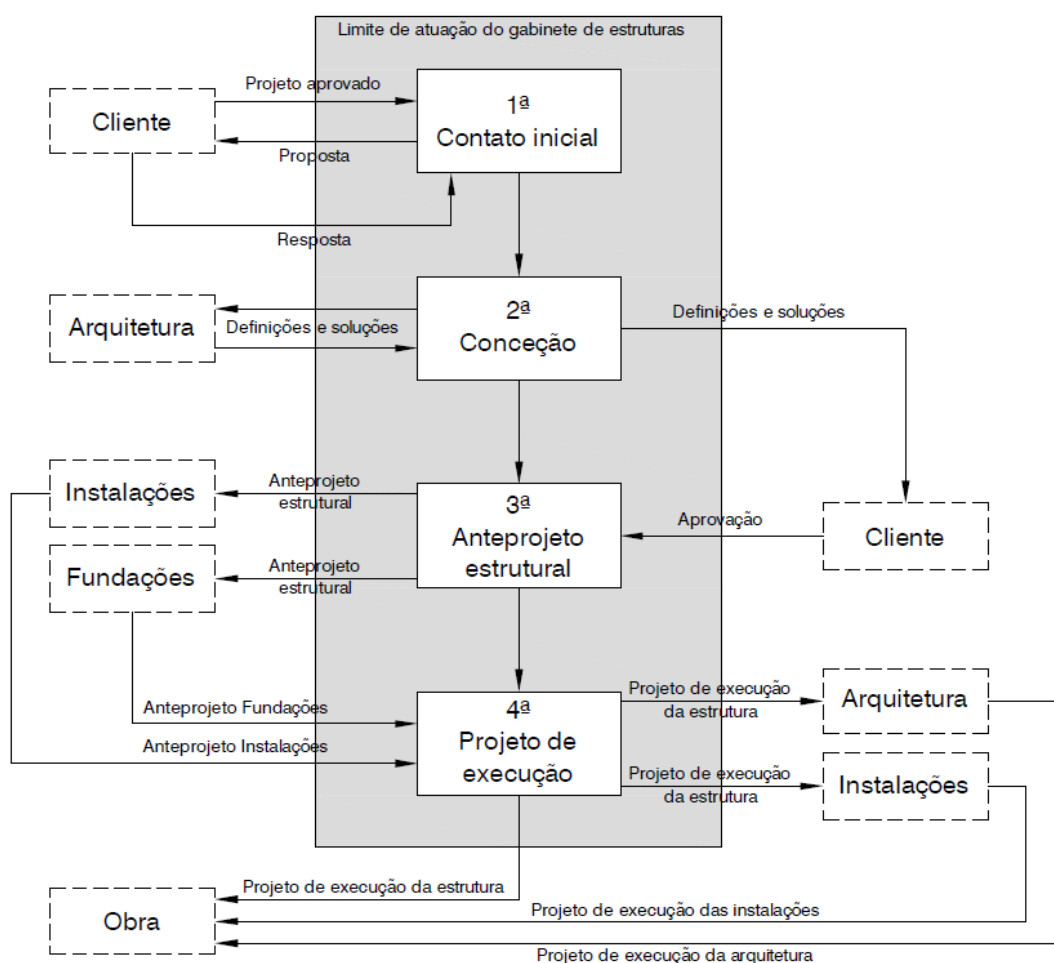 Limite de atuação do gabinete de estruturas
Projeto aprovado
Cliente
1ª
Contato inicial
Proposta
Resposta
Arquitetura
Definições e soluções
2ª
Conceção
Definições e soluções
Instalações
Anteprojeto
estrutural
3ª
Anteprojeto
estrutural
Aprovação
Cliente
Fundações
Anteprojeto
estrutural
Anteprojeto Fundações
Anteprojeto Instalações
4ª
Projeto de
execução
Projeto de execução
da estrutura
Arquitetura
Projeto de execução
da estrutura
Instalações
Projeto de execução da estrutura
Obra
Projeto de execução das instalações
Projeto de execução da arquitetura